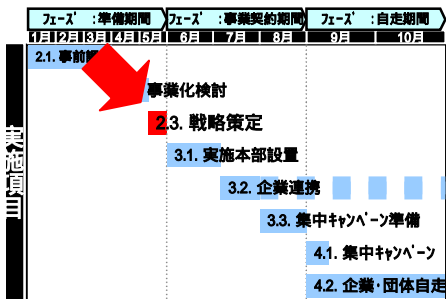 ﾌｪｰｽﾞ :準備期間 ﾌｪｰｽﾞ :事業契約期間 ﾌｪｰｽﾞ :自走期間
1月 2月 3月 4月 5月 6月 7月 8月 9月 10月
2.1. 事前
事業化検討
2.3. 戦略策定
3.1. 実施本部設置
3.2. 企業連携
3.3. 集中ｷｬﾝﾍﾟｰﾝ準備
4.1. 集中ｷｬﾝﾍﾟｰﾝ
4.2. 企業・団体自走
実施項目